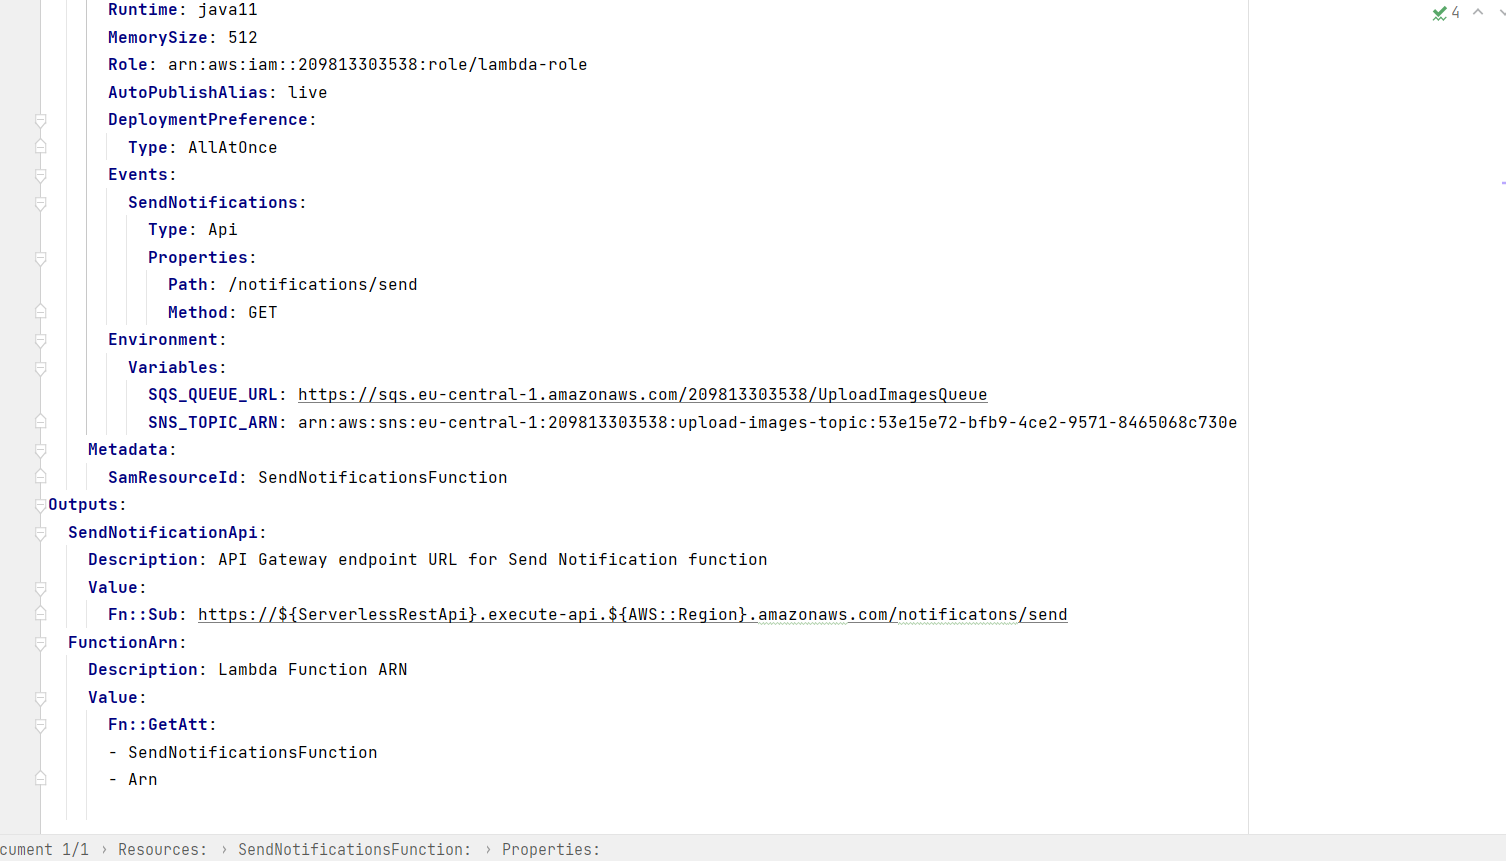 Runtime: java11
4
MemorySize: 512
Role: arn:aws:iam::209813303538:role/lambda-role
AutoPublishAlias: live
DeploymentPreference:
Type: AllAtOnce
Events:
SendNotifications:
Type: Api
Properties:
Path: /notifications/send
Method: GET
Environment:
Variables:
SQS_QUEUE_URL: https://sqs.eu-central-1.amazonaws.com/209813303538/UploadImagesQueue
SNS_TOPIC_ARN: arn:aws:sns:eu-central-1:209813303538:upload-images-topic:53e15e72-bfb9-4ce2-9571-8465068c730e
Metadata:
SamResourceId: SendNotificationsFunction
Outputs:
SendNotificationApi:
Description: API Gateway endpoint URL for Send Notification function
Value:
Fn::Sub: https://${ServerlessRestApi}.execute-api.${AWS::Region}.amazonaws.com/notificatons/send
FunctionArn:
Description: Lambda Function ARN
Value:
Fn::GetAtt:
- SendNotificationsFunction
- Arn
cument 1/1 › Resources: › SendNotificationsFunction: › Properties: